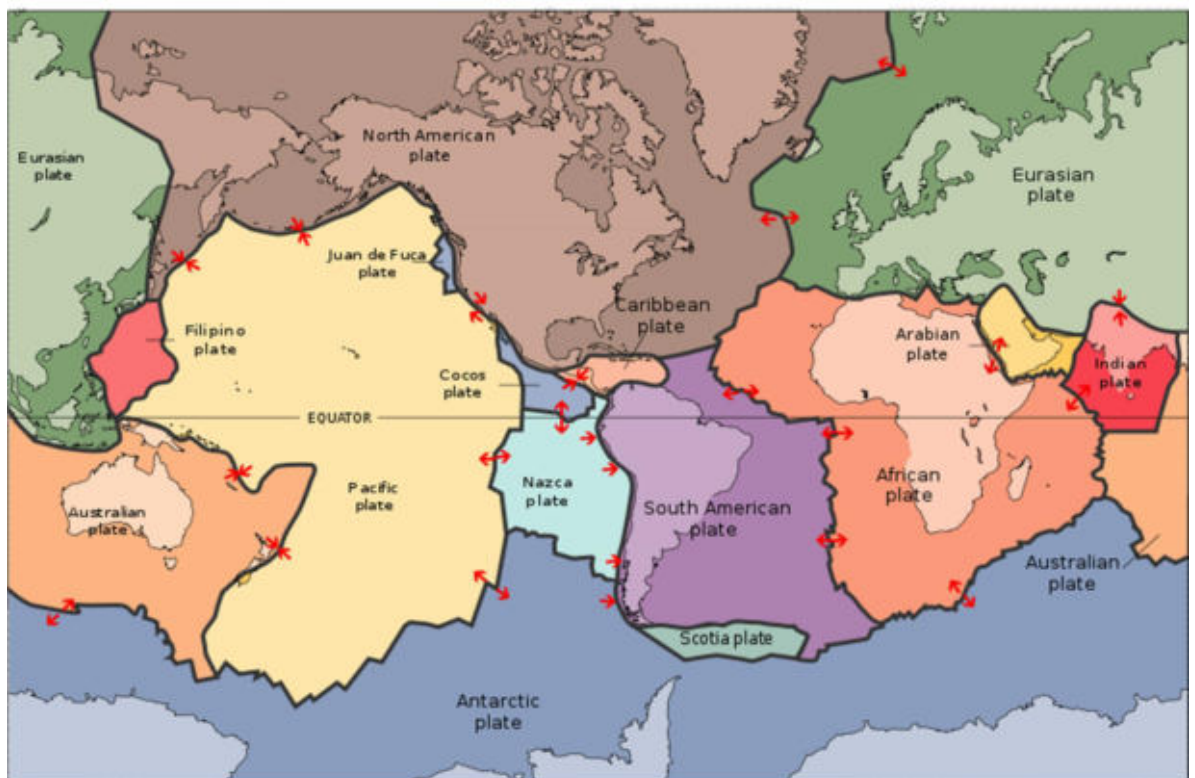 North American
plate
Eurasian
plate
Eurasian
plate
Juan de Fuca
plate
Caribbean
plate
Filipino
plate
Arabian
plate
Indian
plate
Cocos
plate
EQUATOR
Nazca
plate
Pacific
plate
African
plate
South American
plate
Australian
plate
Australian
plate
Scotia plate
Antarctic
plate